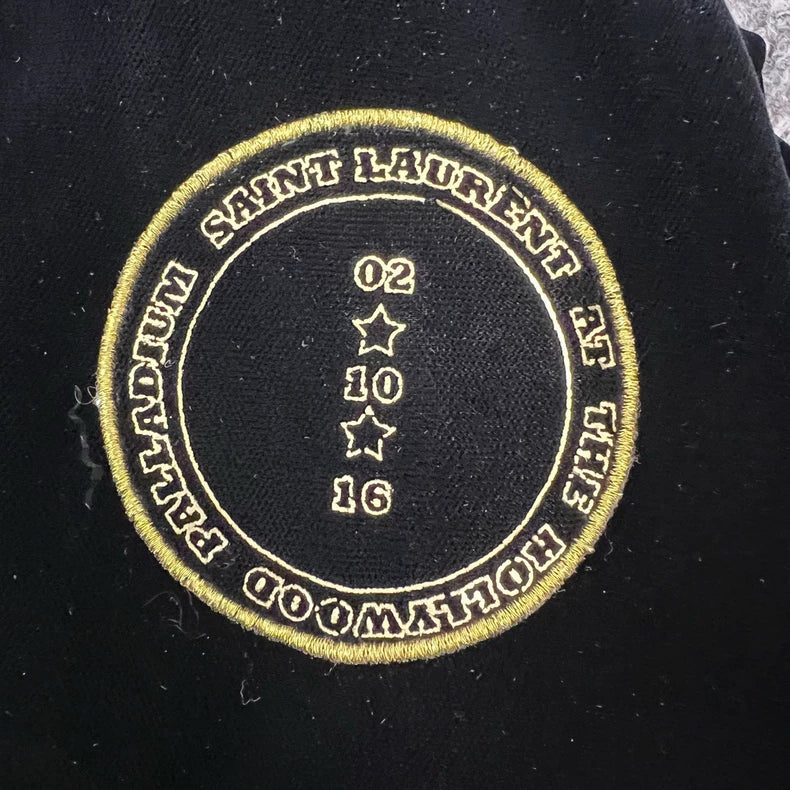 SAINT LAURENT AT THE HOLLYWOOD PALLADIUM
02
10
16